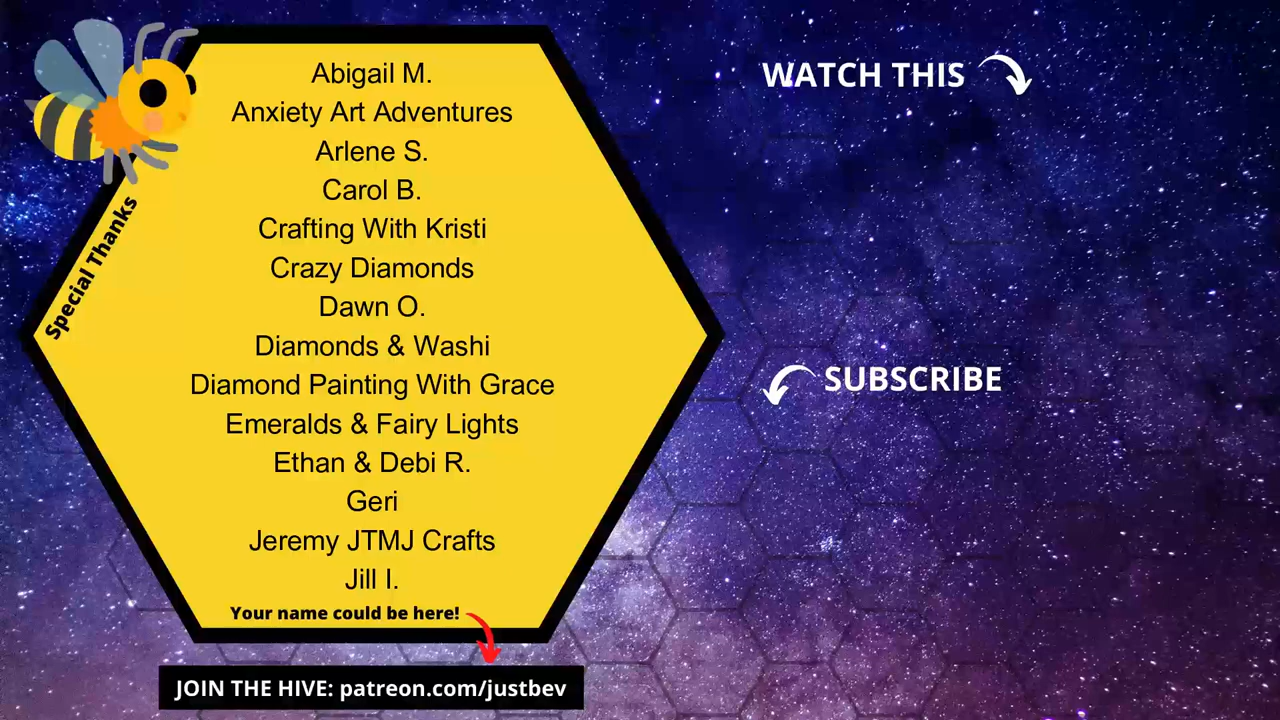 Special Thanks
Abigail M.
Anxiety Art Adventures
Arlene S.
Carol B.
Crafting With Kristi
Crazy Diamonds
Dawn O.
Diamonds & Washi
Diamond Painting With Grace
Emeralds & Fairy Lights
Ethan & Debi R.
Geri
Jeremy JTMJ Crafts
Jill I.
Your name could be here!
JOIN THE HIVE: patreon.com/justbev
WATCH THIS
SUBSCRIBE